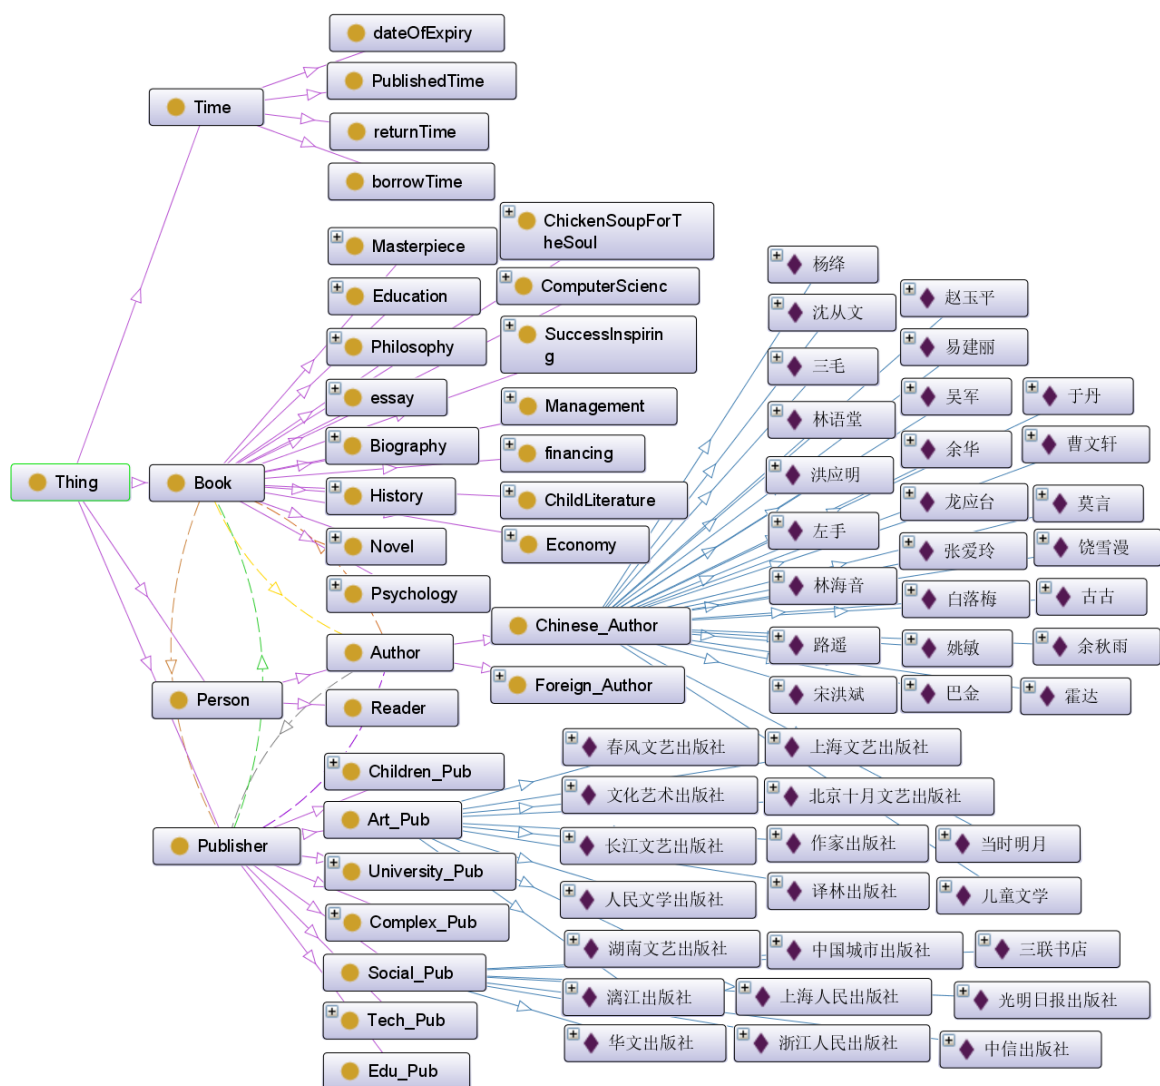 dateOfExpiry
PublishedTime
Time
returnTime
borrowTime
ChickenSoupForT
heSoul
Masterpiece
Education
ComputerScienc
Philosophy
SuccessInspirin
g
essay
Management
Biography
financing
Thing
Book
History
ChildLiterature
Novel
Economy
Psychology
Chinese_Author
Author
Foreign_Author
Person
Reader
Children_Pub
Art_Pub
Publisher
University_Pub
Complex_Pub
Social_Pub
Tech_Pub
Edu_Pub
杨绛
沈从文
赵玉平
三毛
易建丽
林语堂
吴军
于丹
洪应明
余华
曹文轩
左手
龙应台
莫言
张爱玲
饶雪漫
林海音
白落梅
古古
路遥
姚敏
余秋雨
宋洪斌
巴金
霍达
春风文艺出版社
上海文艺出版社
文化艺术出版社
北京十月文艺出版社
长江文艺出版社
作家出版社
当时明月
人民文学出版社
译林出版社
儿童文学
湖南文艺出版社
中国城市出版社
三联书店
漓江出版社
上海人民出版社
光明日报出版社
华文出版社
浙江人民出版社
中信出版社